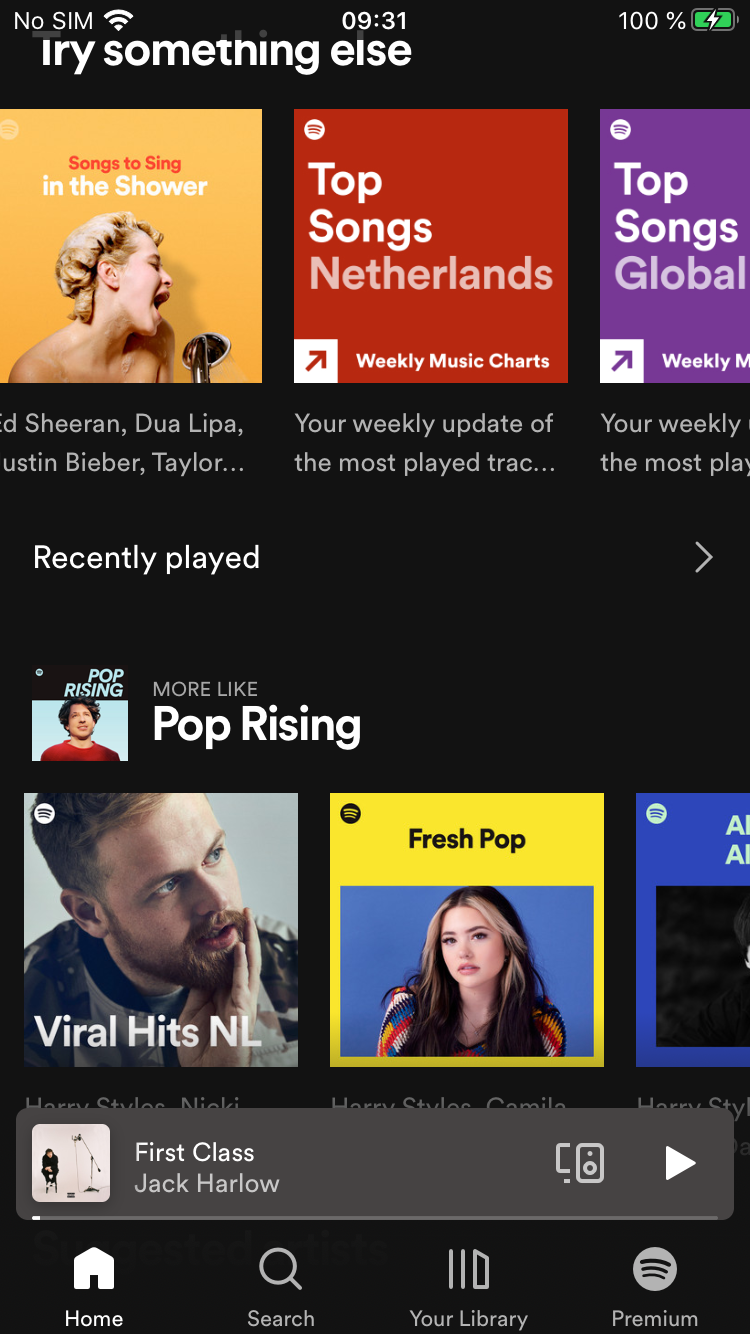 No SIM 09:31 100 %
Try something else
Songs to Sing
in the Shower
Top
Songs
Netherlands
Weekly Music Charts
Top
Songs
Global
Weekly M
Ed Sheeran, Dua Lipa,
ustin Bieber, Taylor...
Your weekly update of
the most played trac...
Your weekly
the most play
Recently played
POP
RISING
MORE LIKE
Pop Rising
Viral Hits NL
Fresh Pop
Al
Al
Harry Styles, Nicki
Harry Styles, Camila
Harry Styl
First Class
Jack Harlow
Suggested artists
Home
Search
Your Library
Premium